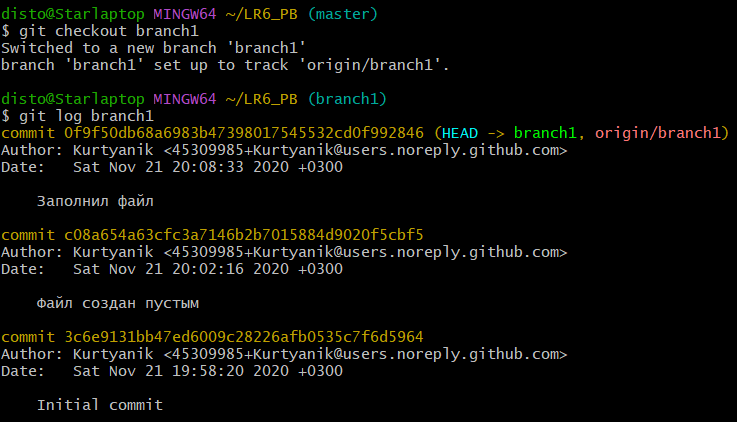 disto@Starlaptop MINGW64 ~/LR6_PB (master)
$ git checkout branch1
Switched to a new branch 'branch1'
branch 'branch1' set up to track 'origin/branch1'.
disto@Starlaptop MINGW64 ~/LR6_PB (branch1)
$ git log branch1
commit 0f9f50db68a6983b47398017545532cd0f992846 (HEAD -> branch1, origin/branch1)
Author: Kurtyanik <45309985+Kurtyanik@users.noreply.github.com>
Date:   Sat Nov 21 20:08:33 2020 +0300
Заполнил файл
commit c08a654a63cfc3a7146b2b7015884d9020f5cbf5
Author: Kurtyanik <45309985+Kurtyanik@users.noreply.github.com>
Date:   Sat Nov 21 20:02:16 2020 +0300
Файл создан пустым
commit 3c6e9131bb47ed6009c28226afb0535c7f6d5964
Author: Kurtyanik <45309985+Kurtyanik@users.noreply.github.com>
Date:   Sat Nov 21 19:58:20 2020 +0300
Initial commit